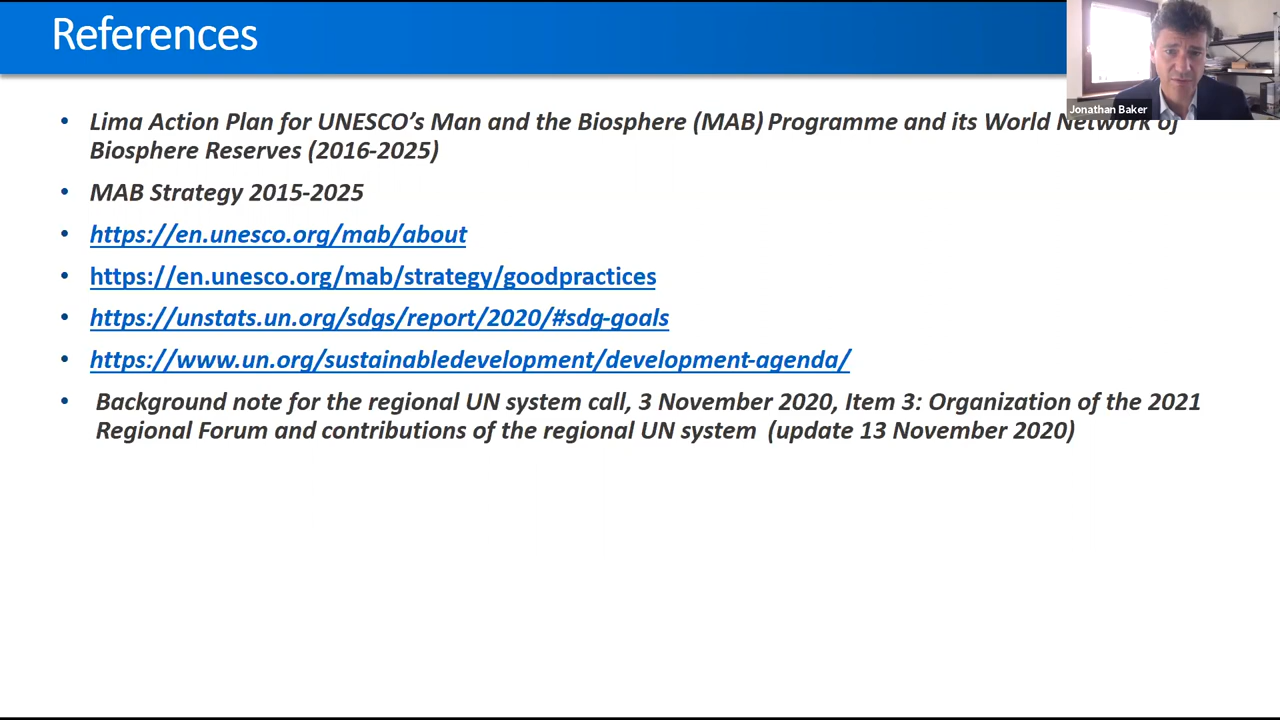 References
Jonathan Baker
• Lima Action Plan for UNESCO's Man and the Biosphere (MAB) Programme and its World Network of
Biosphere Reserves (2016-2025)
• MAB Strategy 2015-2025
• https://en.unesco.org/mab/about
• https://en.unesco.org/mab/strategy/goodpractices
• https://unstats.un.org/sdgs/report/2020/#sdg-goals
• https://www.un.org/sustainabledevelopment/development-agenda/
• Background note for the regional UN system call, 3 November 2020, Item 3: Organization of the 2021
Regional Forum and contributions of the regional UN system (update 13 November 2020)